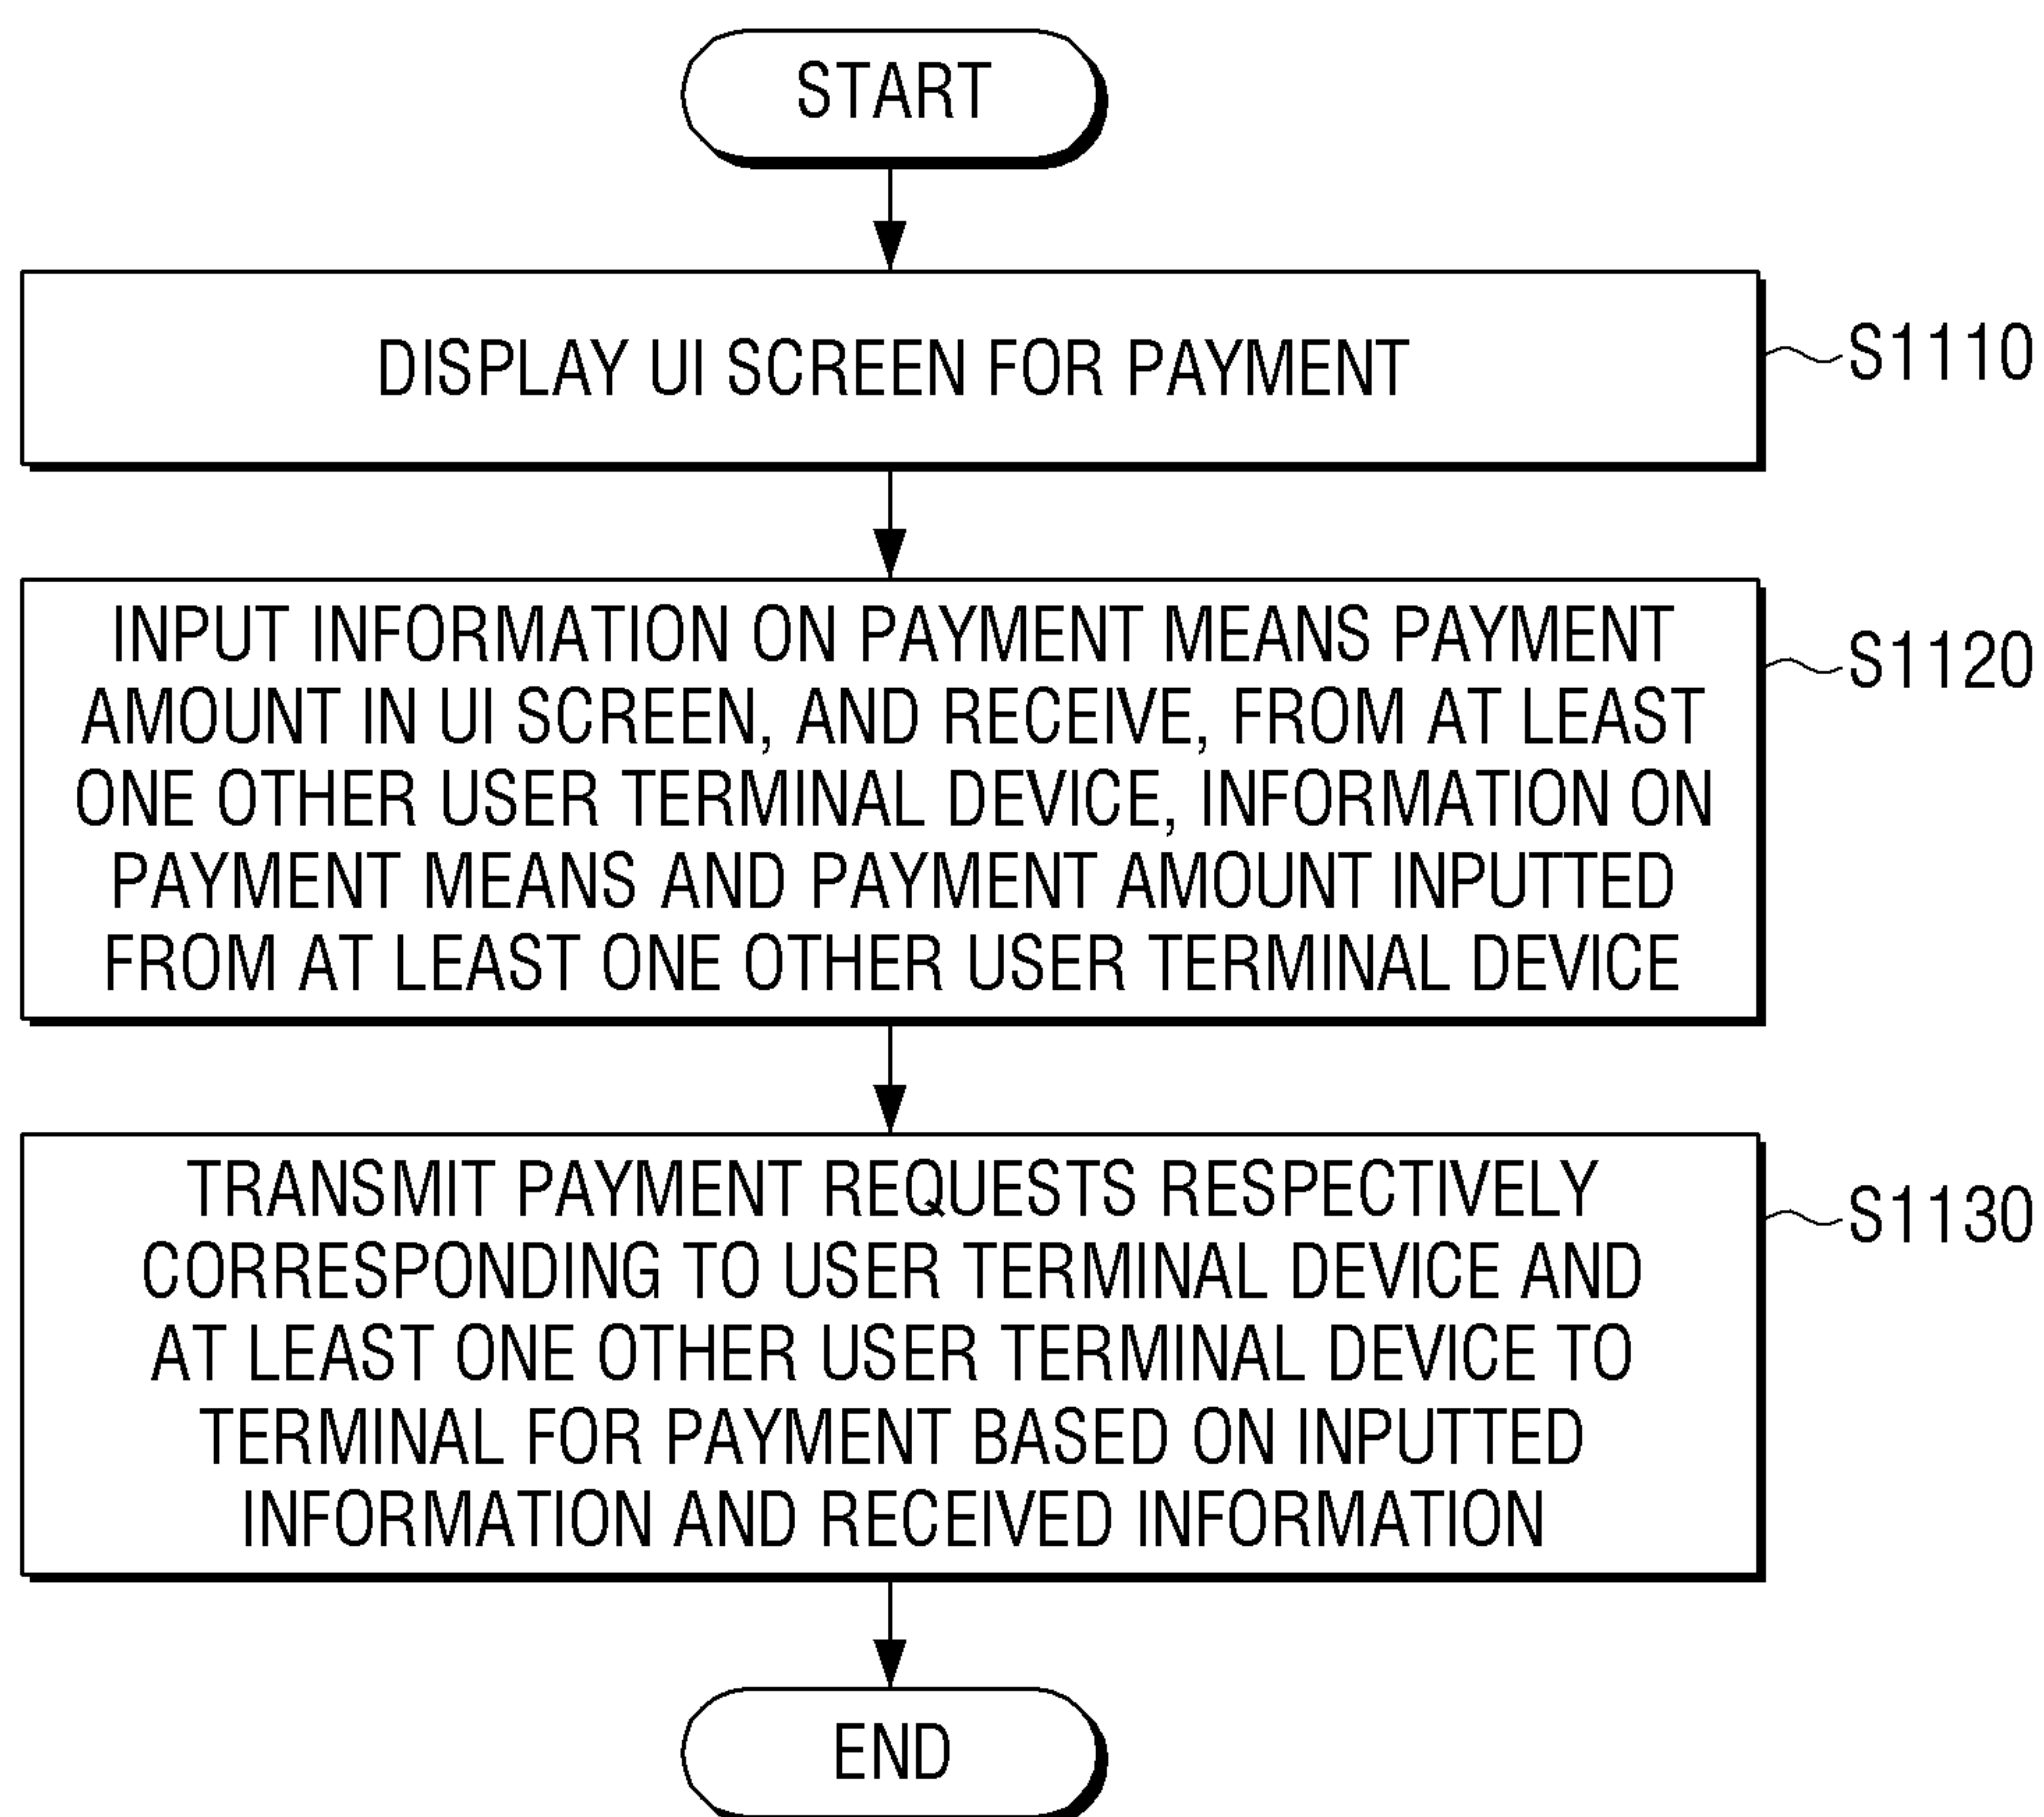 START
DISPLAY UI SCREEN FOR PAYMENT
S1110
INPUT INFORMATION ON PAYMENT MEANS PAYMENT
AMOUNT IN UI SCREEN, AND RECEIVE, FROM AT LEAST
ONE OTHER USER TERMINAL DEVICE, INFORMATION ON
PAYMENT MEANS AND PAYMENT AMOUNT INPUTTED
FROM AT LEAST ONE OTHER USER TERMINAL DEVICE
S1120
TRANSMIT PAYMENT REQUESTS RESPECTIVELY
CORRESPONDING TO USER TERMINAL DEVICE AND
AT LEAST ONE OTHER USER TERMINAL DEVICE TO
TERMINAL FOR PAYMENT BASED ON INPUTTED
INFORMATION AND RECEIVED INFORMATION
S1130
END